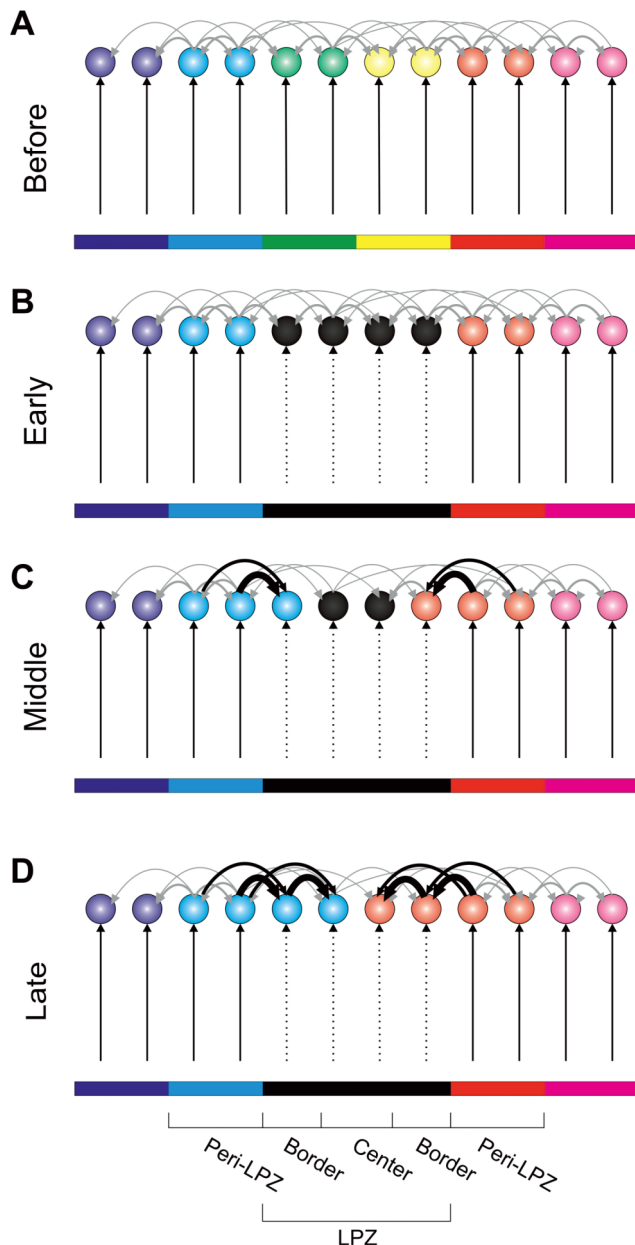 A
Before
B
Early
C
Middle
D
Late
Peri-LPZ
Border
Center
Border
Peri-LPZ
LPZ